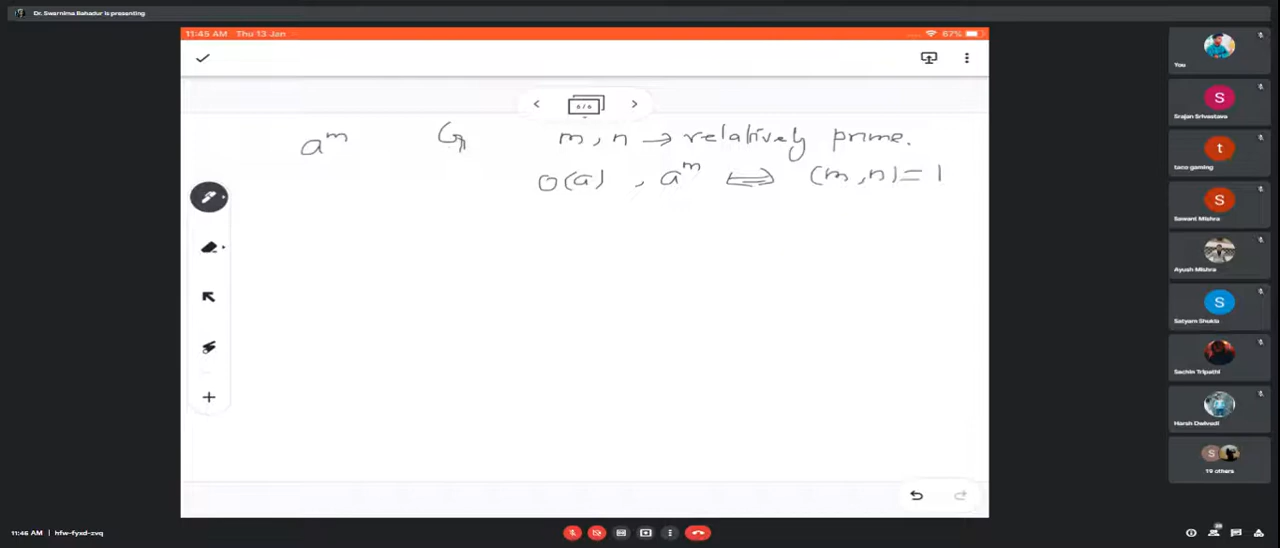 Dr. Swarnima Bahadur is presenting
11:45 AM Thu 13 Jan
67%
You
6/6
a^m G m, n → relatively prime.
Srajan Srivastava
O(a) , a^m ⟺ (m, n) = 1
taco gaming
Sawani Mishra
Ayush Mishra
Satyam Shukla
Sachin Tripathi
Harsh Dwivedi
19 others
11:46 AM | hfw-fyxd-zvq